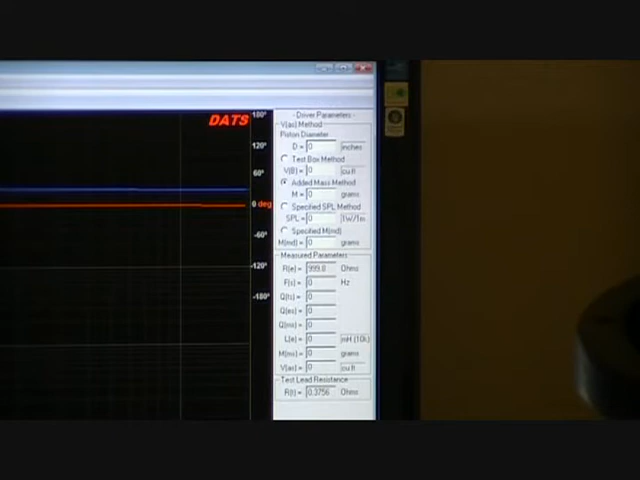 DATS
180°
120°
60°
0 deg
-60°
-120°
-180°
- Driver Parameters -
V(as) Method
Piston Diameter
D = 0 inches
Test Box Method
V(B) = 0 cu ft
Added Mass Method
M = 0 grams
Specified SPL Method
SPL = 0 1W/1m
Specified M(md)
M(md) = 0 grams
Measured Parameters
R(e) = 999.8 Ohms
F(s) = 0 Hz
Q(ts) = 0
Q(es) = 0
Q(ms) = 0
L(e) = 0 mH (10k)
M(ms) = 0 grams
V(as) = 0 cu ft
Test Lead Resistance
R(t) = 0.3756 Ohms